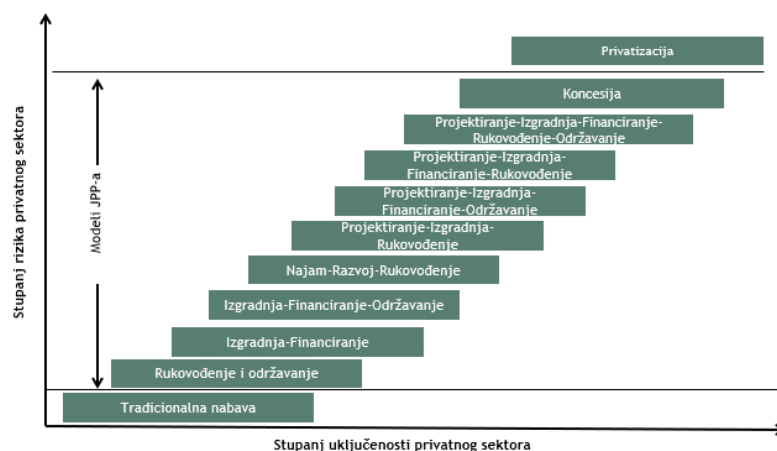 Privatizacija
Koncesija
Projektiranje-Izgradnja-Financiranje-
Rukovođenje-Održavanje
Projektiranje-Izgradnja-
Financiranje-Rukovođenje
Projektiranje-Izgradnja-
Financiranje-Održavanje
Projektiranje-Izgradnja-
Rukovođenje
Najam-Razvoj-Rukovođenje
Izgradnja-Financiranje-Održavanje
Izgradnja-Financiranje
Rukovođenje i održavanje
Tradicionalna nabava
Modeli JPP-a
Stupanj rizika privatnog sektora
Stupanj uključenosti privatnog sektora